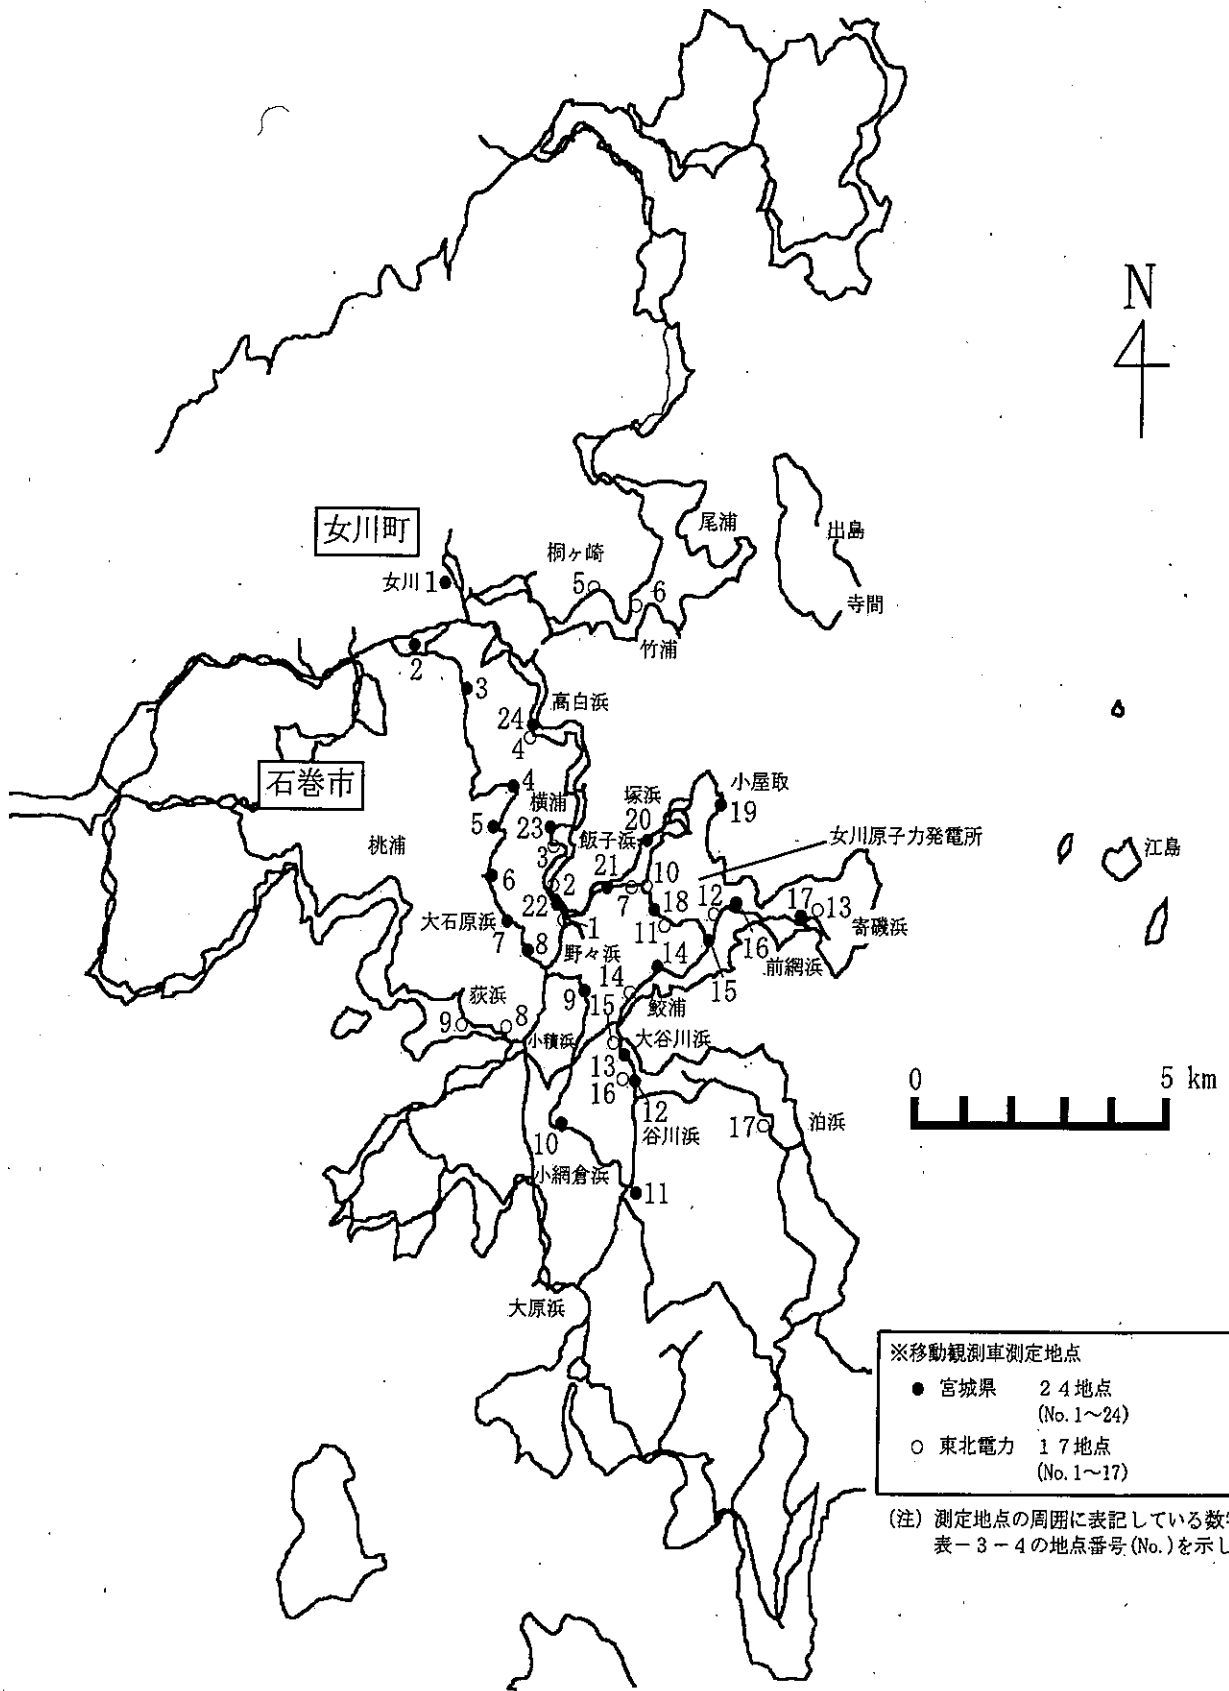 N
女川町
尾浦
出島
桐ヶ崎
女川 1
5
6
寺間
竹浦
2
3
高白浜
24
4
石巻市
4
横浦
塚浜
小屋取
19
5
23
飯子浜
20
女川原子力発電所
桃浦
3
江島
6
2
21
7
10
22
18
12
17
13
大石原浜
1
11
16
寄磯浜
7
8
野々浜
14
前網浜
9
14
15
荻浜
15
鮫浦
9
8
小積浜
大谷川浜
13
16
0
5 km
12
17
泊浜
10
谷川浜
小網倉浜
11
大原浜
※移動観測車測定地点
● 宮城県 24地点
(No.1～24)
○ 東北電力 17地点
(No.1～17)
(注) 測定地点の周囲に表記している数
表－3－4の地点番号(No.)を示し